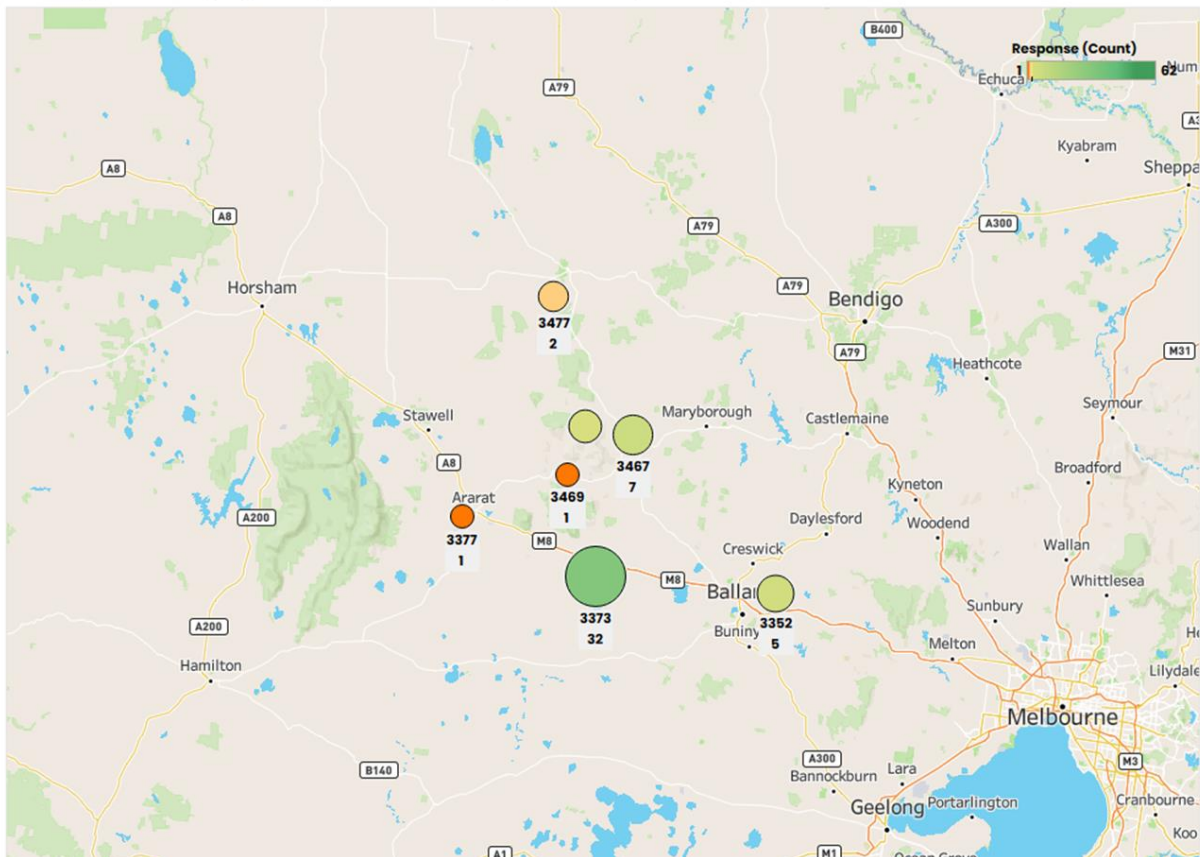 B400
Response (Count)
1
62
Echuca
A79
Kyabram
A8
A8
A79
A300
Horsham
A79
Bendigo
3477
2
A79
M31
Heathcote
Stawell
Maryborough
Castlemaine
Seymour
A8
3467
7
Broadford
Ararat
3469
1
Kyneton
A200
3377
1
M8
Daylesford
Woodend
Creswick
Wallan
M8
Whittlesea
3373
32
3352
5
Sunbury
A200
Melton
Hamilton
Lilydale
Melbourne
A300
B140
Bannockburn
Lara
M3
Geelong
Portarlington
Cranbourne
A1
M1